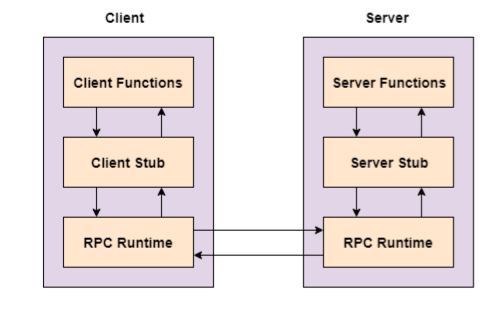 Client
Server
Client Functions
Server Functions
Client Stub
Server Stub
RPC Runtime
RPC Runtime